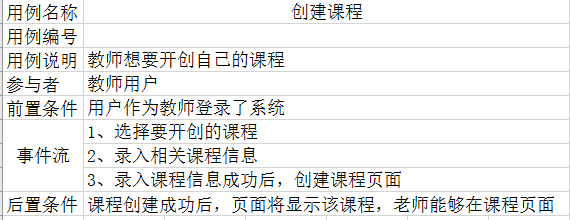 用例名称 创建课程
用例编号
用例说明 教师想要开创自己的课程
参与者 教师用户
前置条件 用户作为教师登录了系统
1、选择要开创的课程
事件流 2、录入相关课程信息
3、录入课程信息成功后，创建课程页面
后置条件 课程创建成功后，页面将显示该课程，老师能够在课程页面